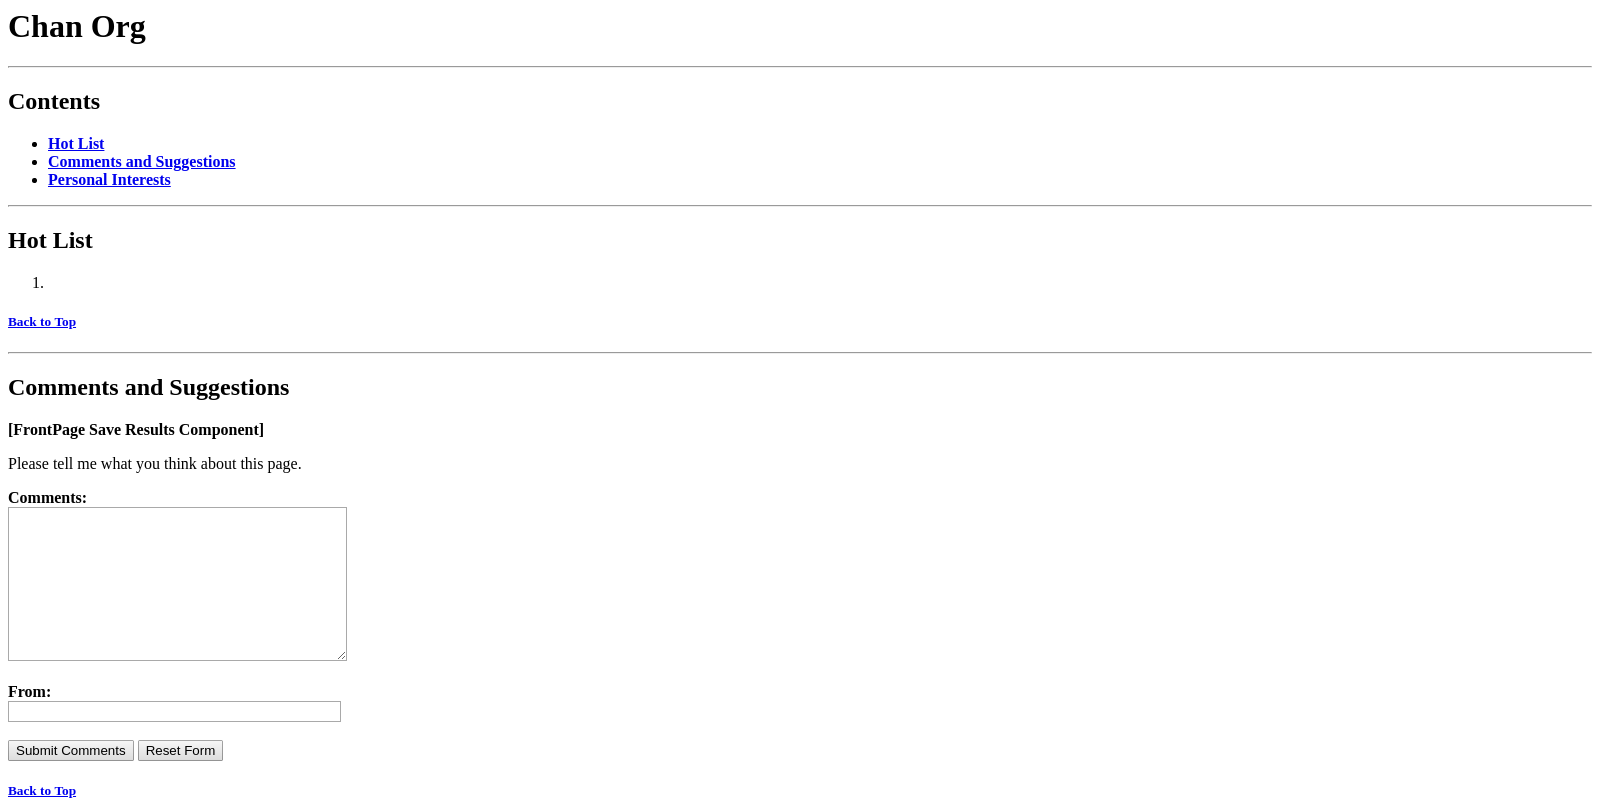 Chan Org
Contents
Hot List
Comments and Suggestions
Personal Interests
Hot List
1.
Back to Top
Comments and Suggestions
[FrontPage Save Results Component]
Please tell me what you think about this page.
Comments:
From:
Submit Comments Reset Form
Back to Top